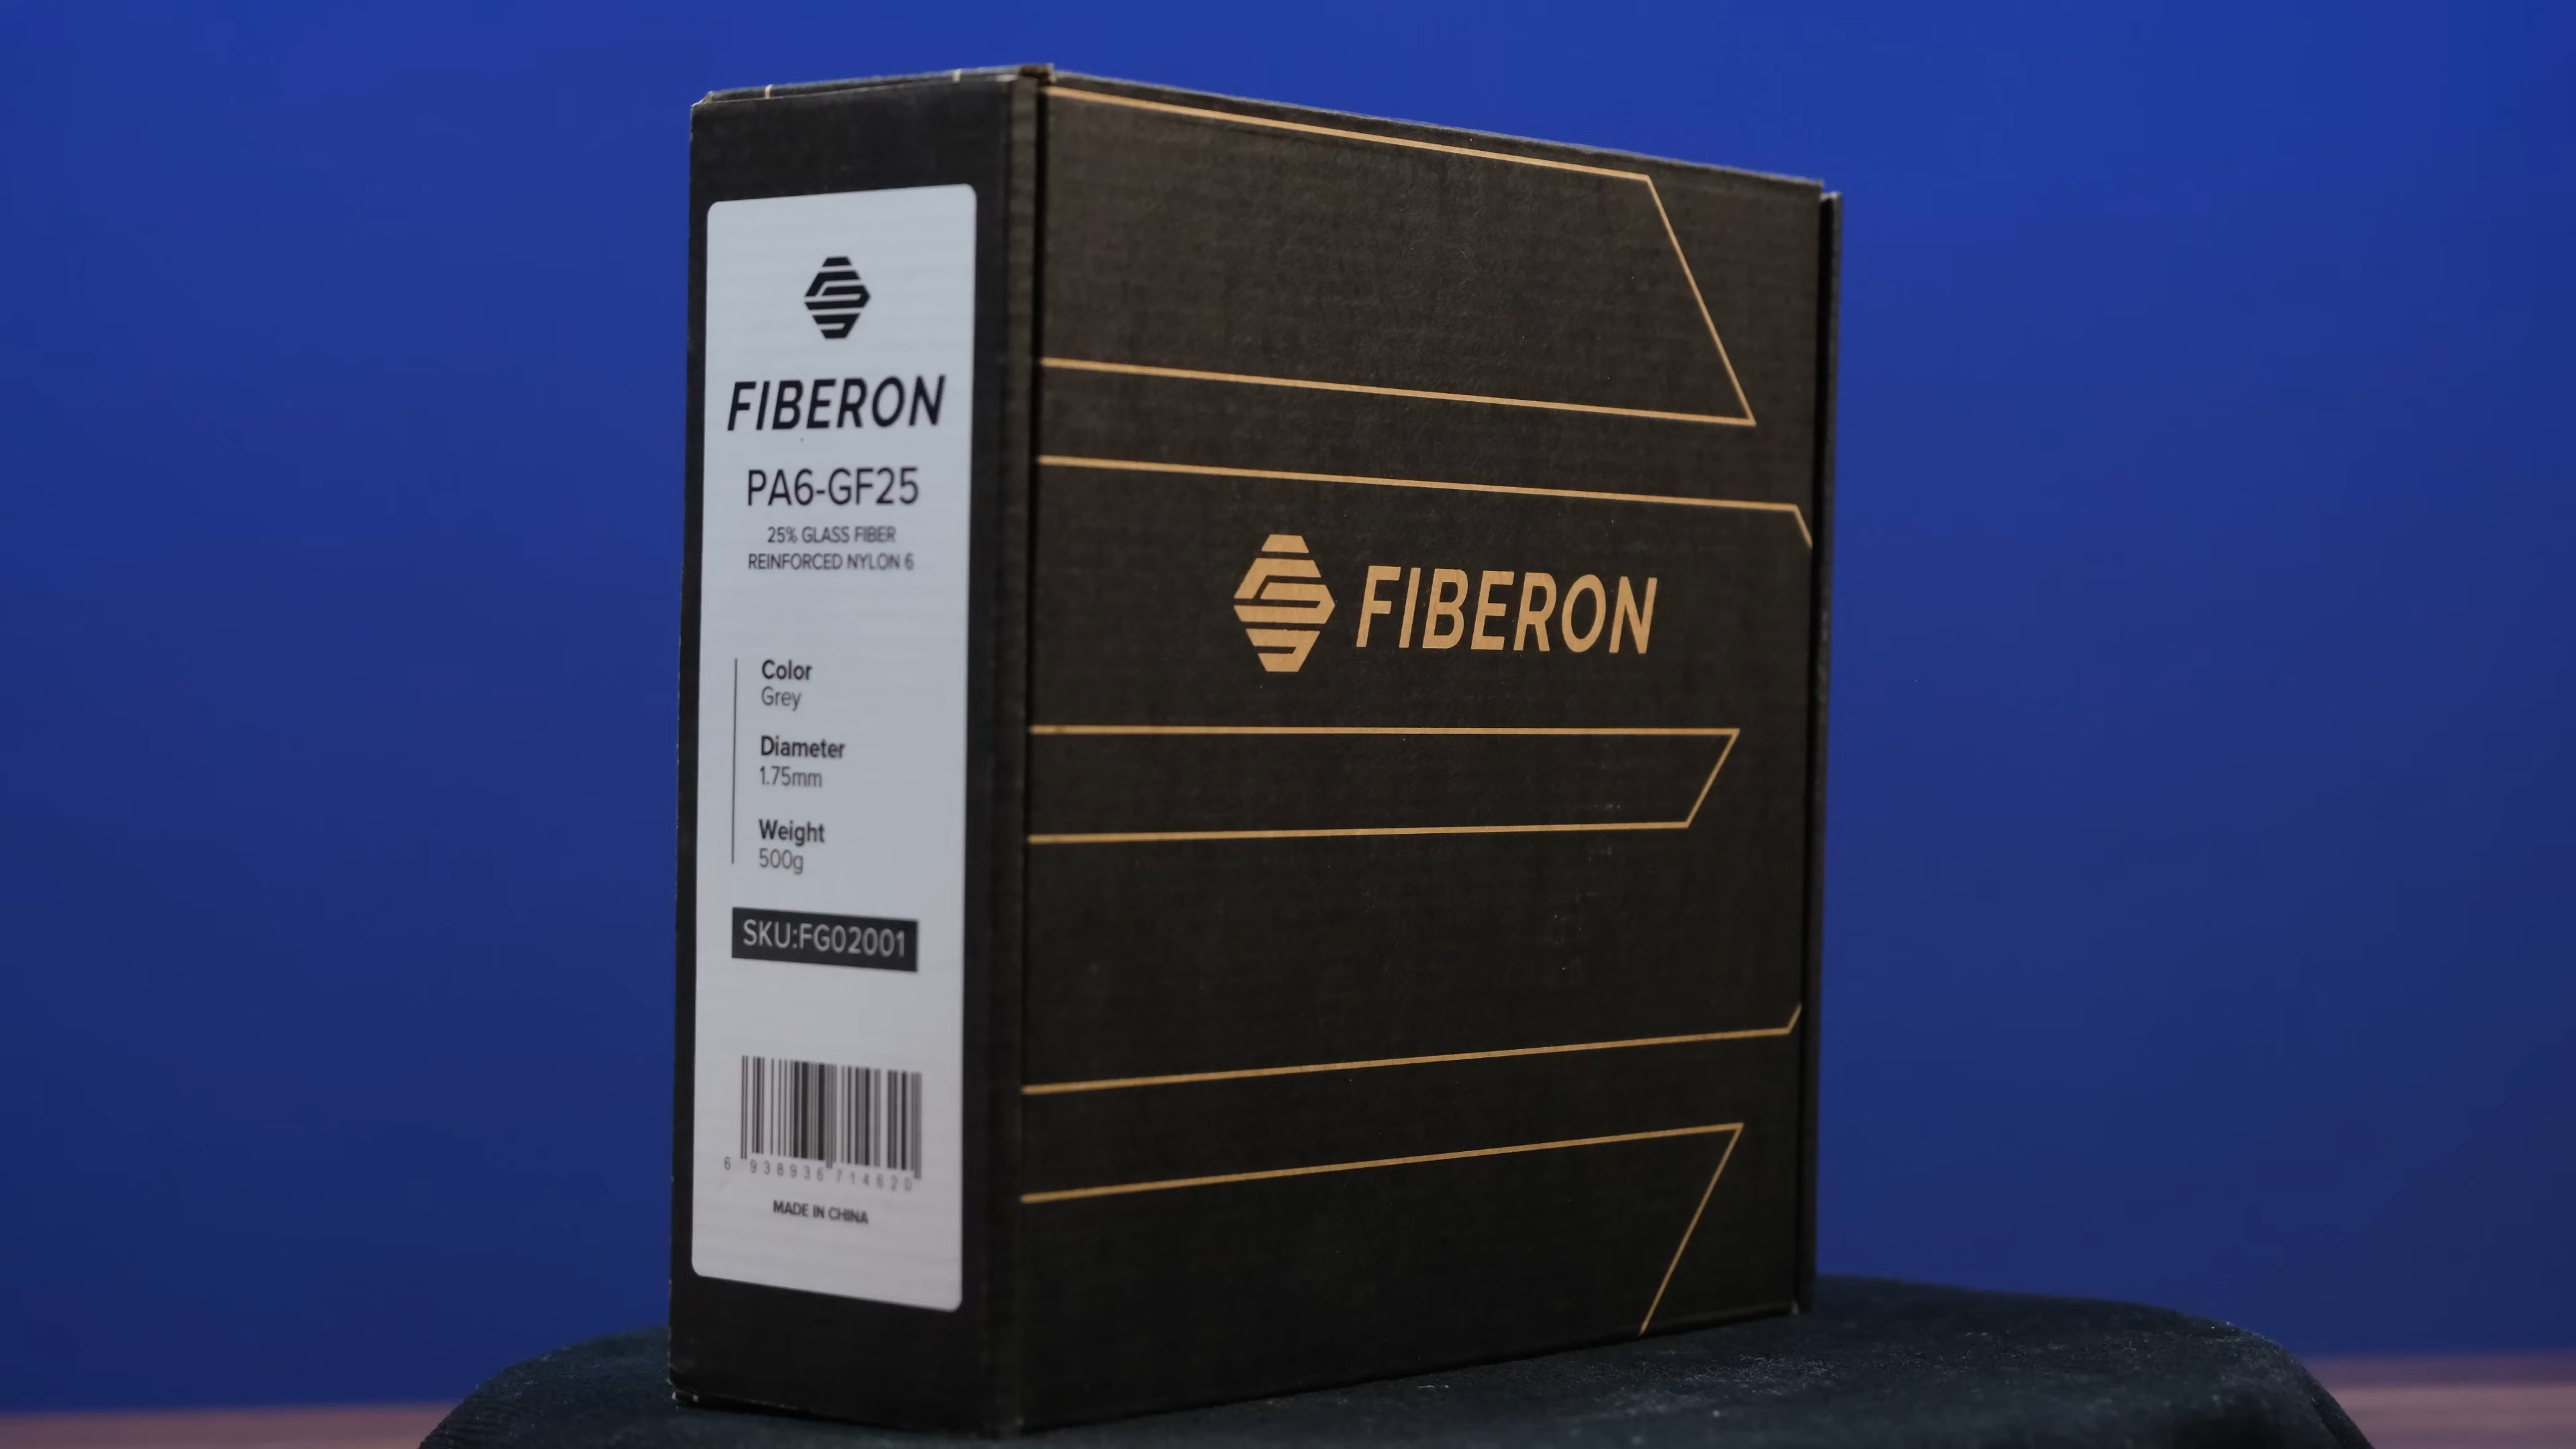 FIBERON
PA6-GF25
25% GLASS FIBER
REINFORCED NYLON 6
Color
Grey
Diameter
1.75mm
Weight
500g
SKU:FG02001
6 938936 714620
MADE IN CHINA
FIBERON